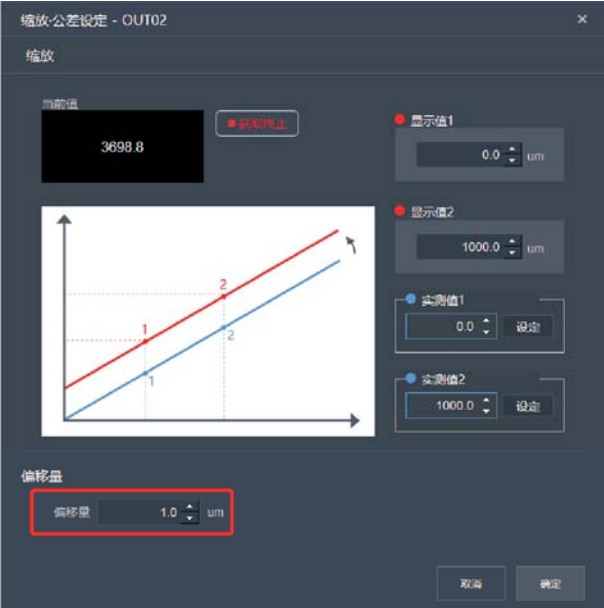 缩放·公差设定 - OUT02
缩放
当前值
3698.8
获取终止
显示值1
0.0 um
显示值2
1000.0 um
实测值1
0.0 设定
实测值2
1000.0 设定
1
2
1
2
偏移量
偏移量 1.0 um
取消 确定